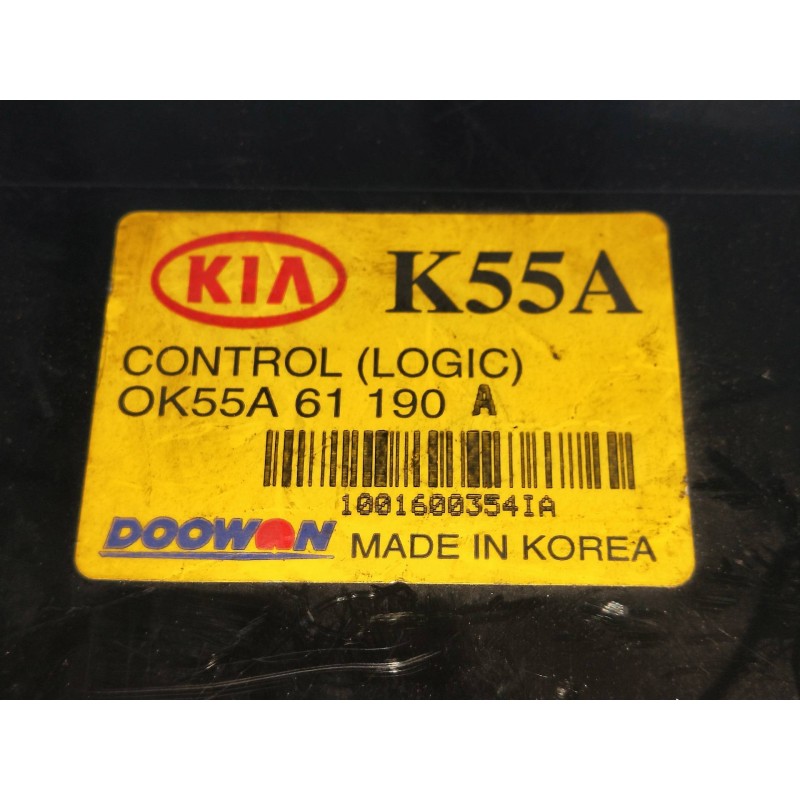 KIA K55A
CONTROL (LOGIC)
OK55A 61 190 A
1001600354IA
DOOWON MADE IN KOREA